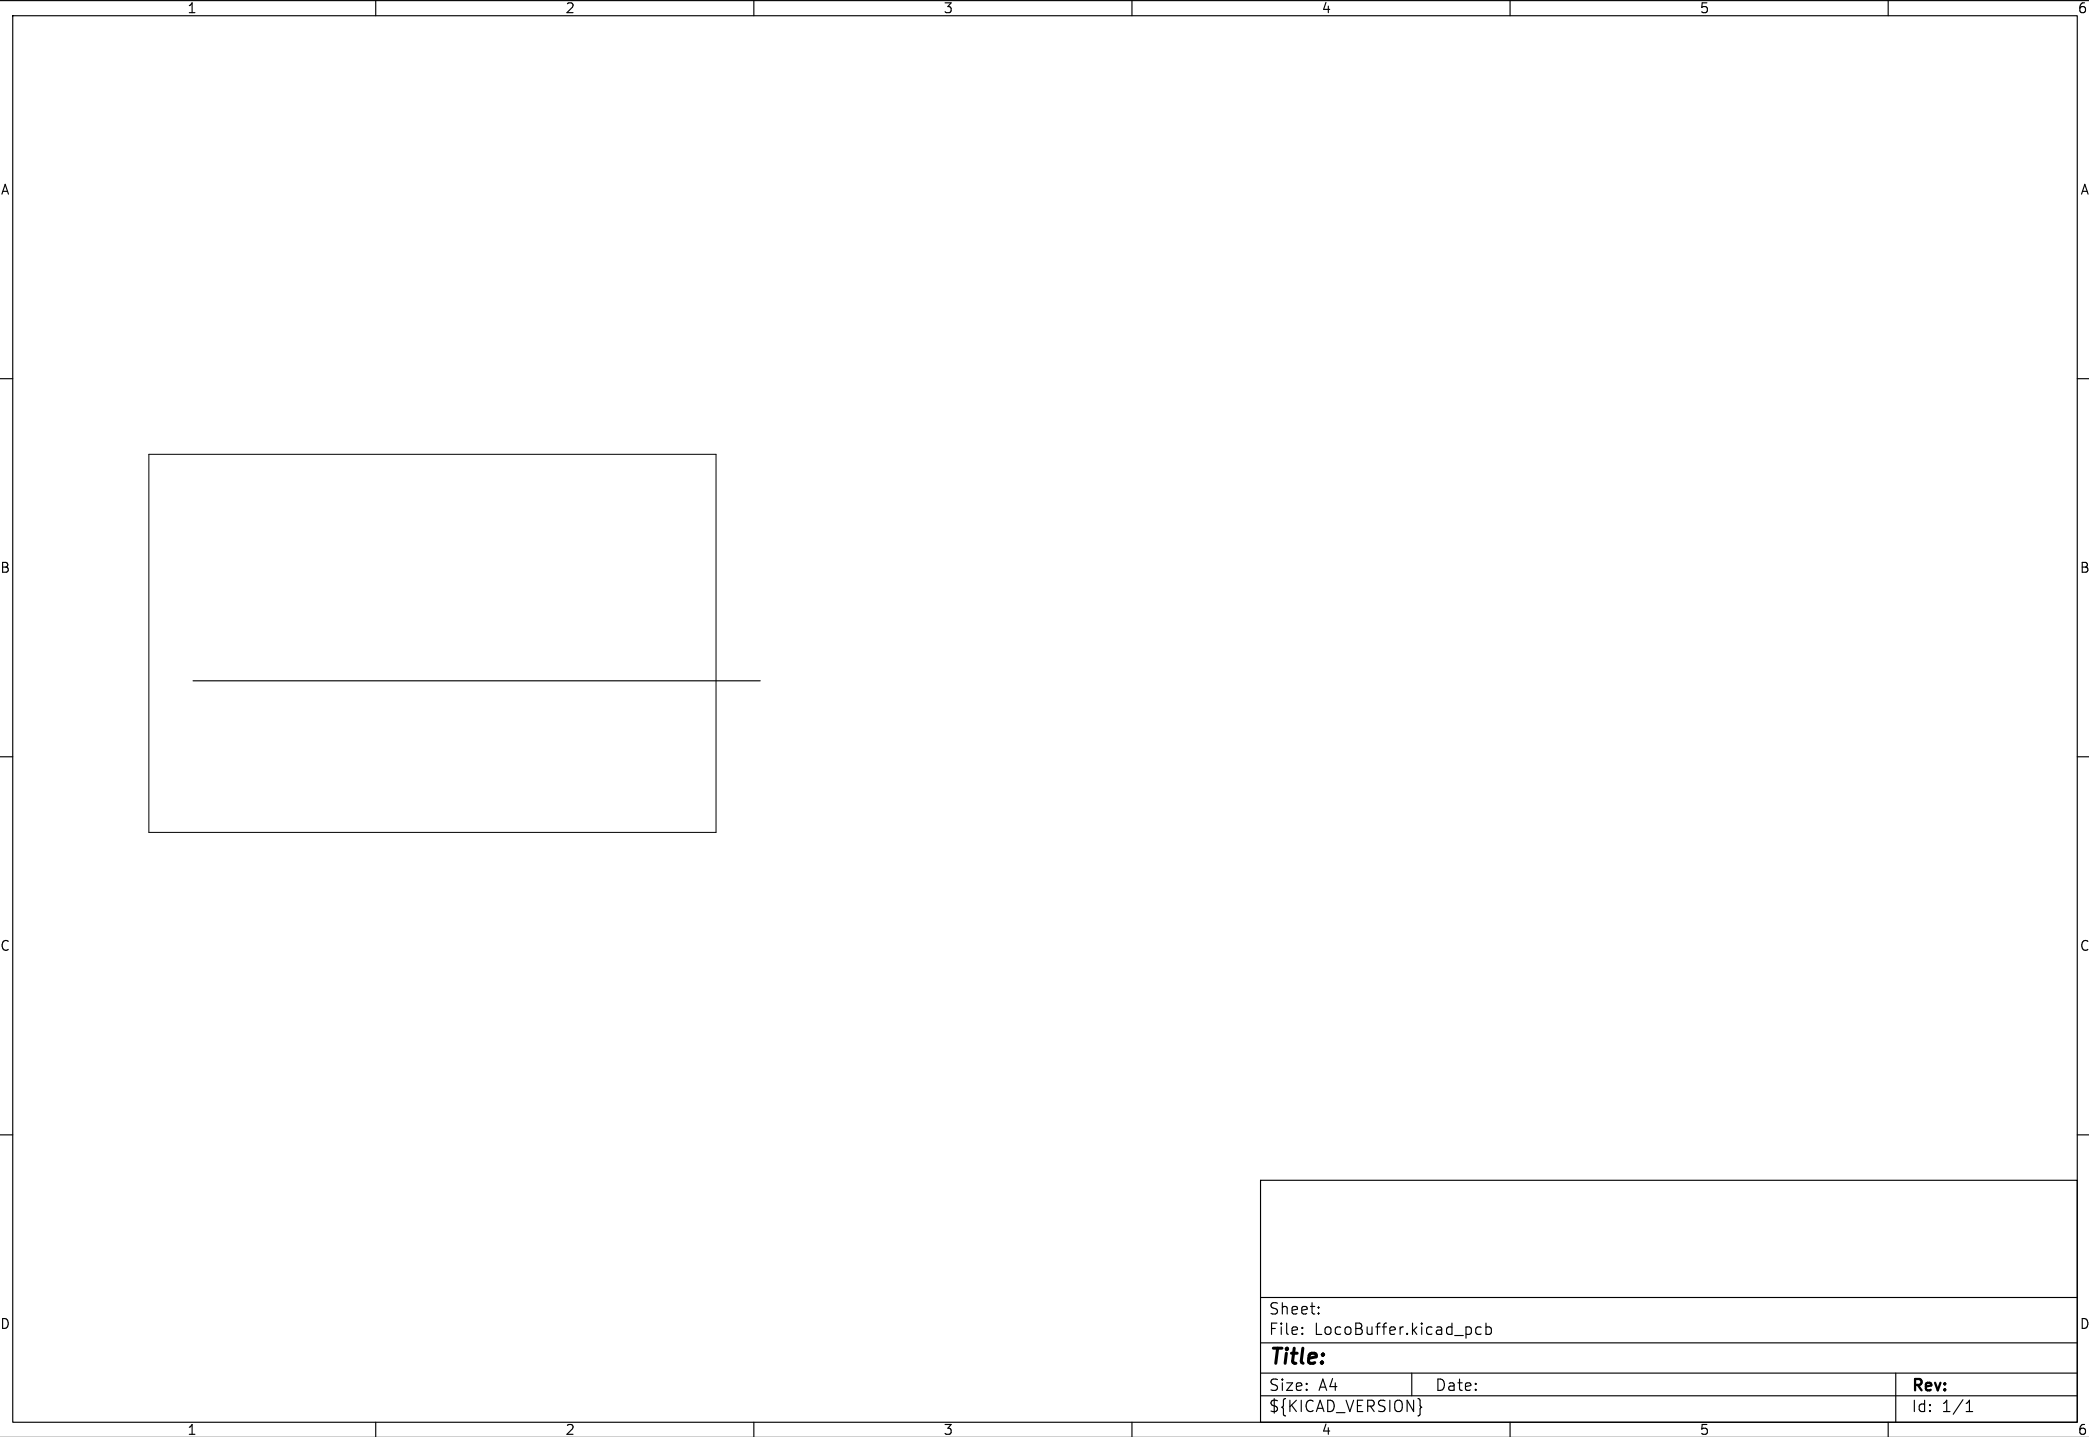 1 2 3 4 5 6
A A
B B
C C
D D
Sheet:
File: LocoBuffer.kicad_pcb
Title:
Size: A4 Date: Rev:
${KICAD_VERSION} Id: 1/1
1 2 3 4 5 6